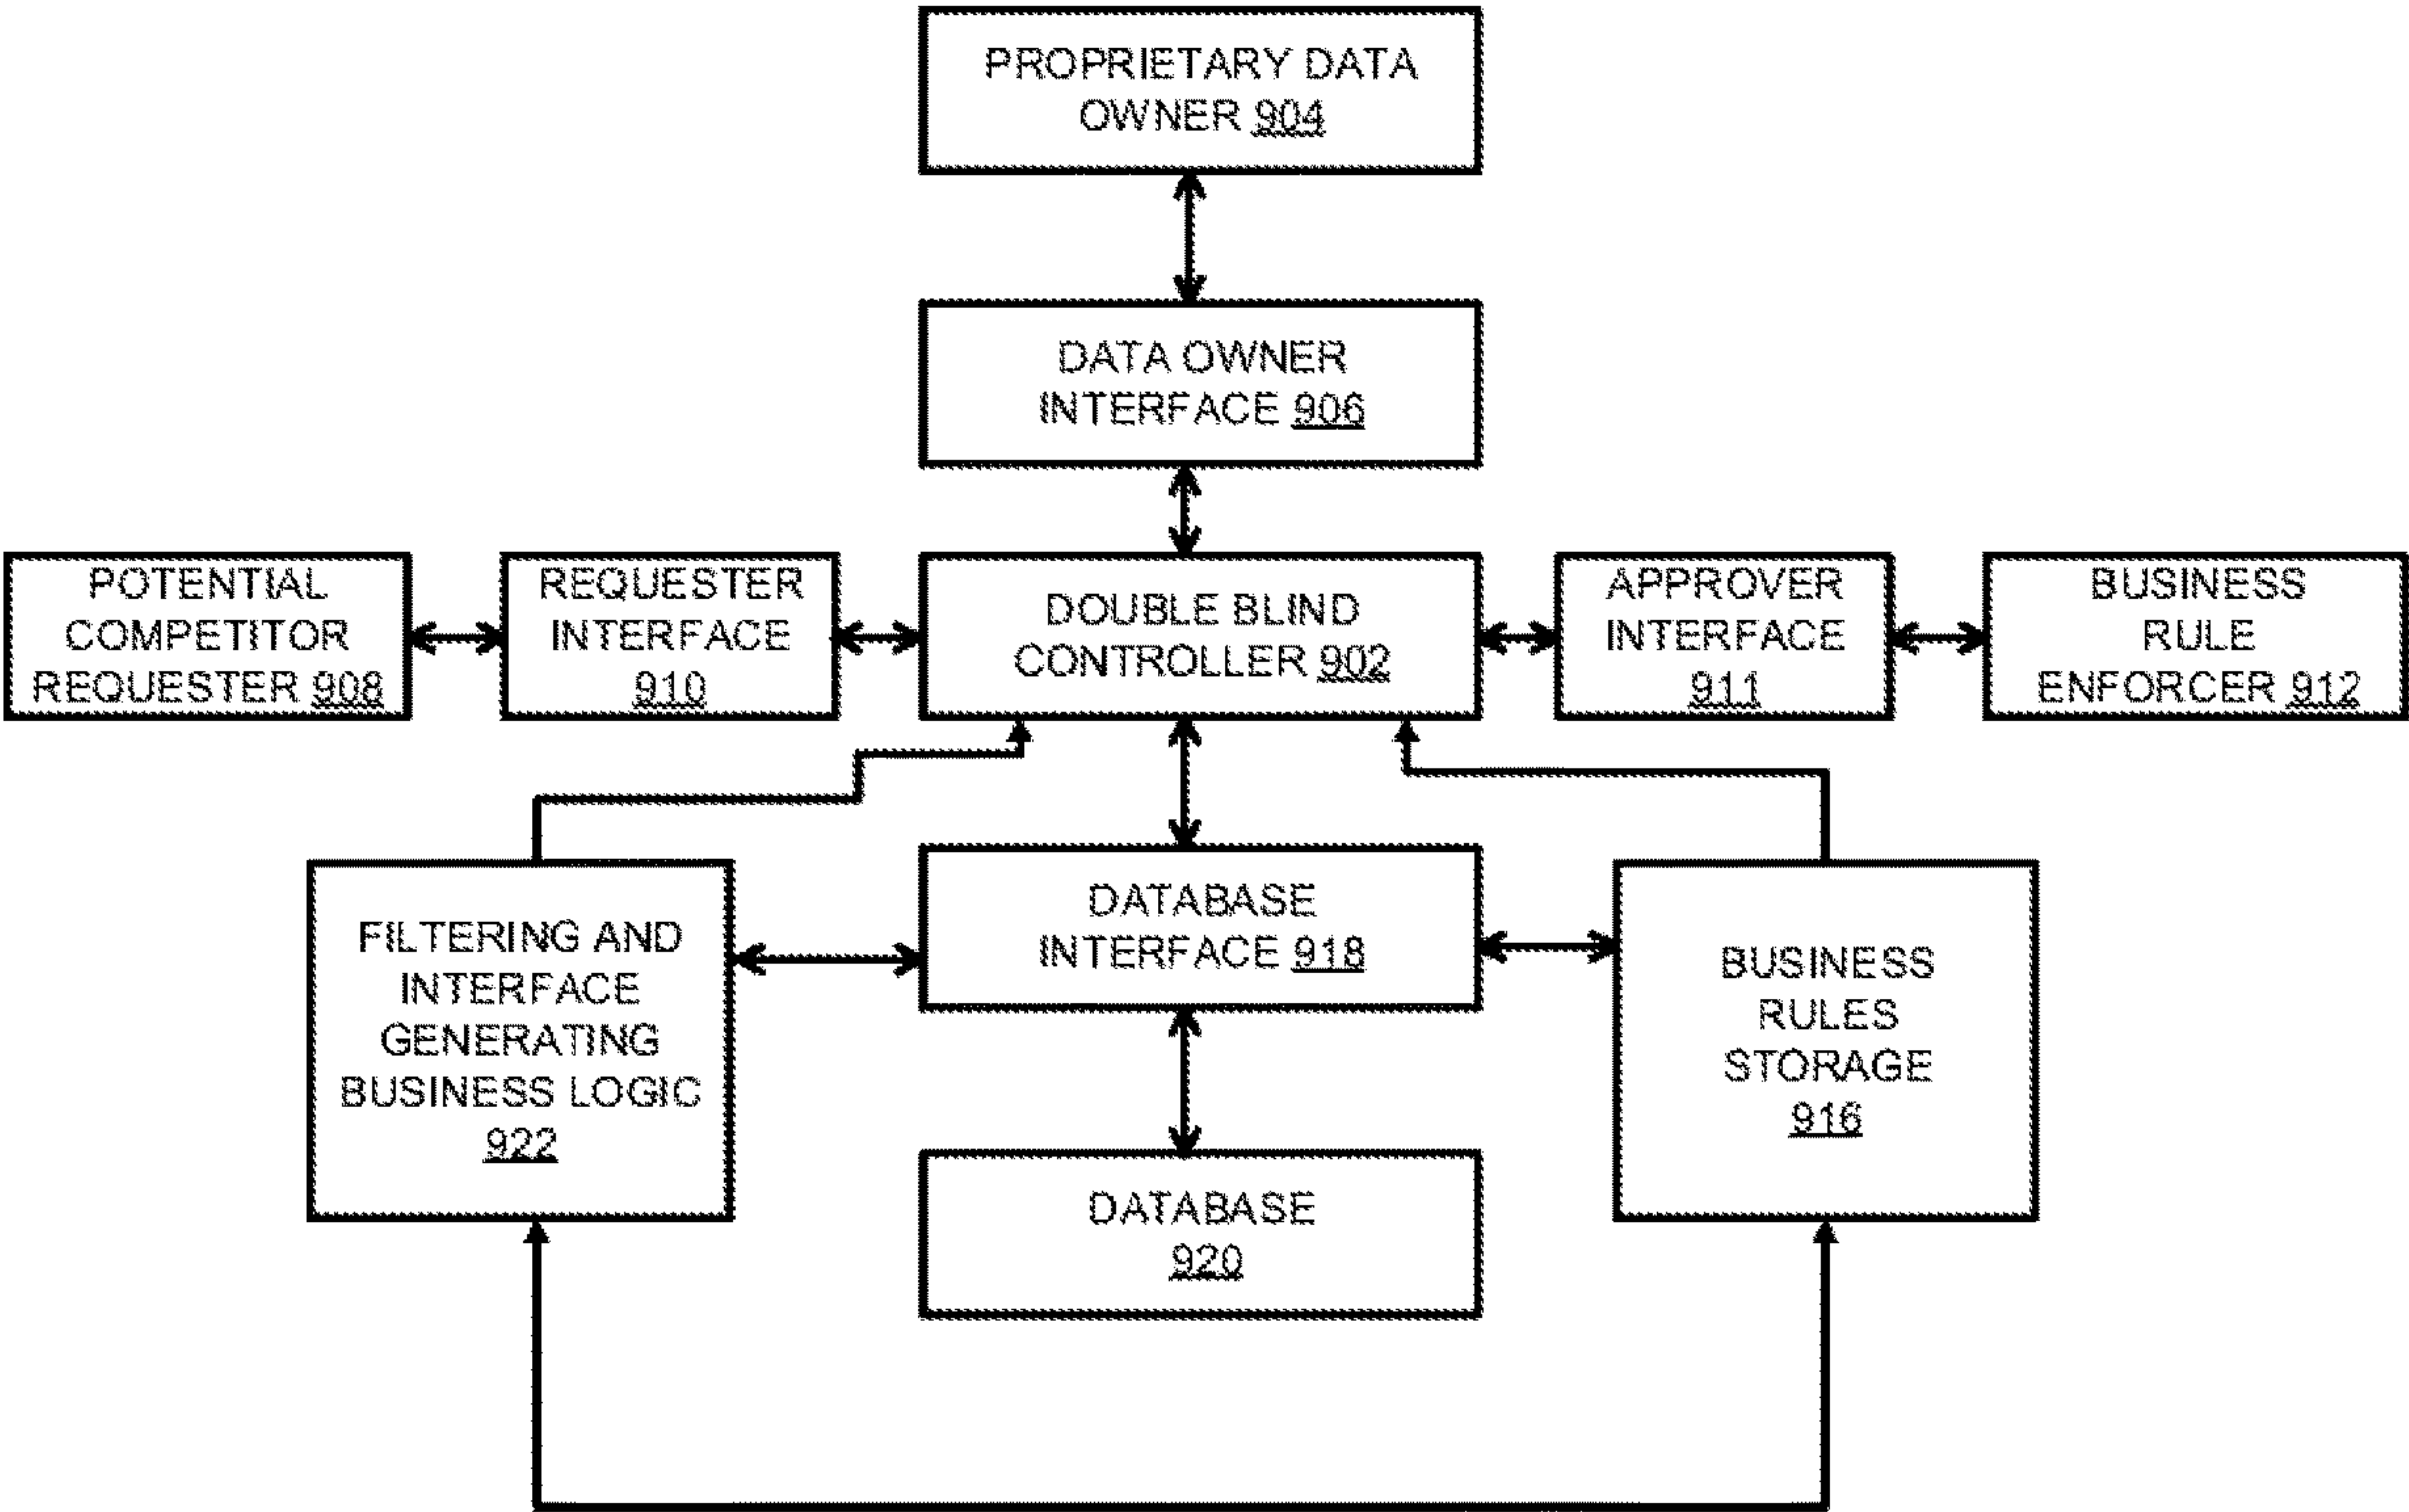 PROPRIETARY DATA
OWNER 904
DATA OWNER
INTERFACE 906
POTENTIAL
COMPETITOR
REQUESTER 908
REQUESTER
INTERFACE
910
DOUBLE BLIND
CONTROLLER 902
APPROVER
INTERFACE
911
BUSINESS
RULE
ENFORCER 912
FILTERING AND
INTERFACE
GENERATING
BUSINESS LOGIC
922
DATABASE
INTERFACE 918
BUSINESS
RULES
STORAGE
916
DATABASE
920